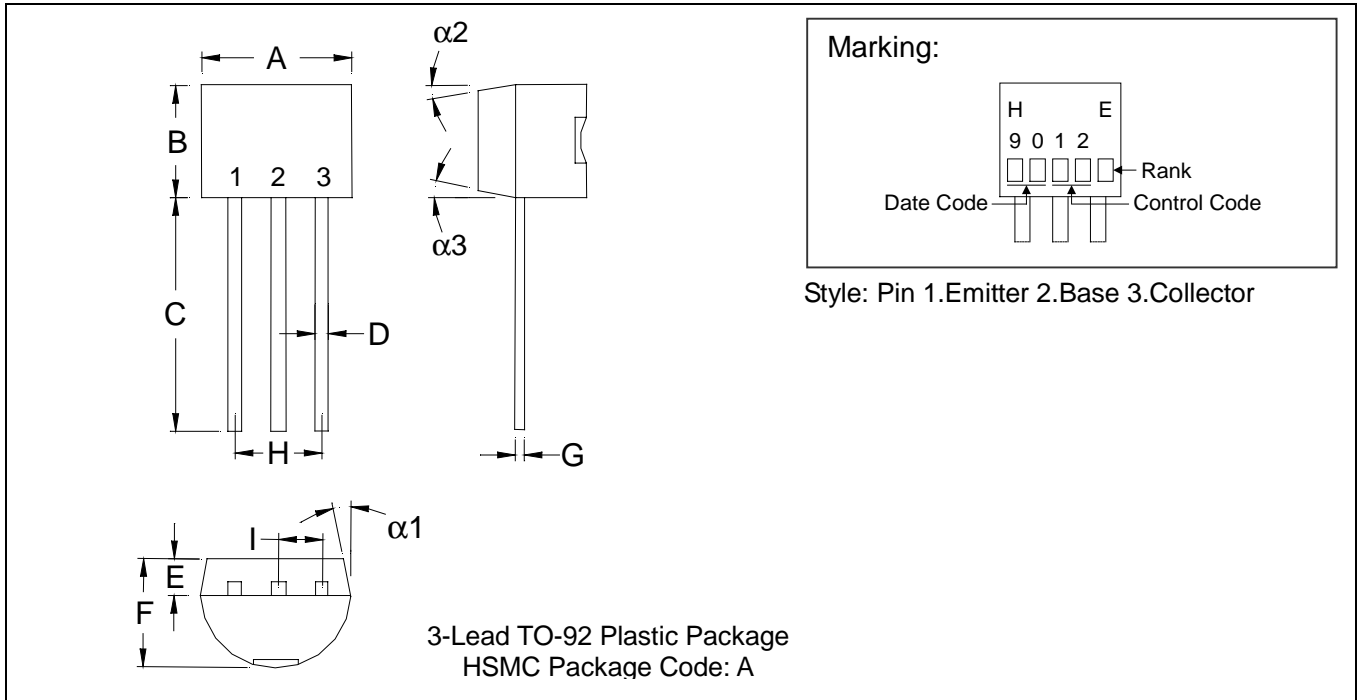 α2
A
B
1 2 3
α3
C
D
H
G
I
α1
E
F
3-Lead TO-92 Plastic Package
HSMC Package Code: A
Marking:
H E
9 0 1 2
Rank
Date Code
Control Code
Style: Pin 1.Emitter 2.Base 3.Collector